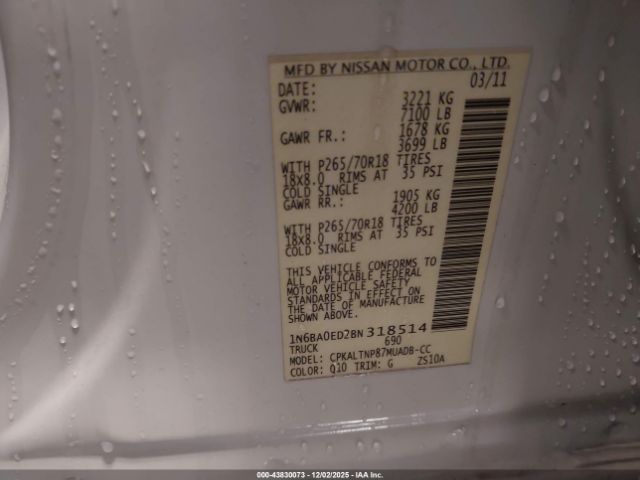 MFD BY NISSAN MOTOR CO., LTD.
DATE: 03/11
GVWR: 3221 KG
7100 LB
GAWR FR.: 1678 KG
3699 LB
WITH P265/70R18 TIRES
18X8.0 RIMS AT 35 PSI
COLD SINGLE
GAWR RR.: 1905 KG
4200 LB
WITH P265/70R18 TIRES
18X8.0 RIMS AT 35 PSI
COLD SINGLE
THIS VEHICLE CONFORMS TO
ALL APPLICABLE FEDERAL
MOTOR VEHICLE SAFETY
STANDARDS IN EFFECT ON
THE DATE OF MANUFACTURE
SHOWN ABOVE.
1N6BA0ED2BN318514
TRUCK 690
MODEL: CPKALTNP87MUADB-CC
COLOR: Q10 TRIM: G ZS10A
000-43830073 - 12/02/2025 - IAA Inc.